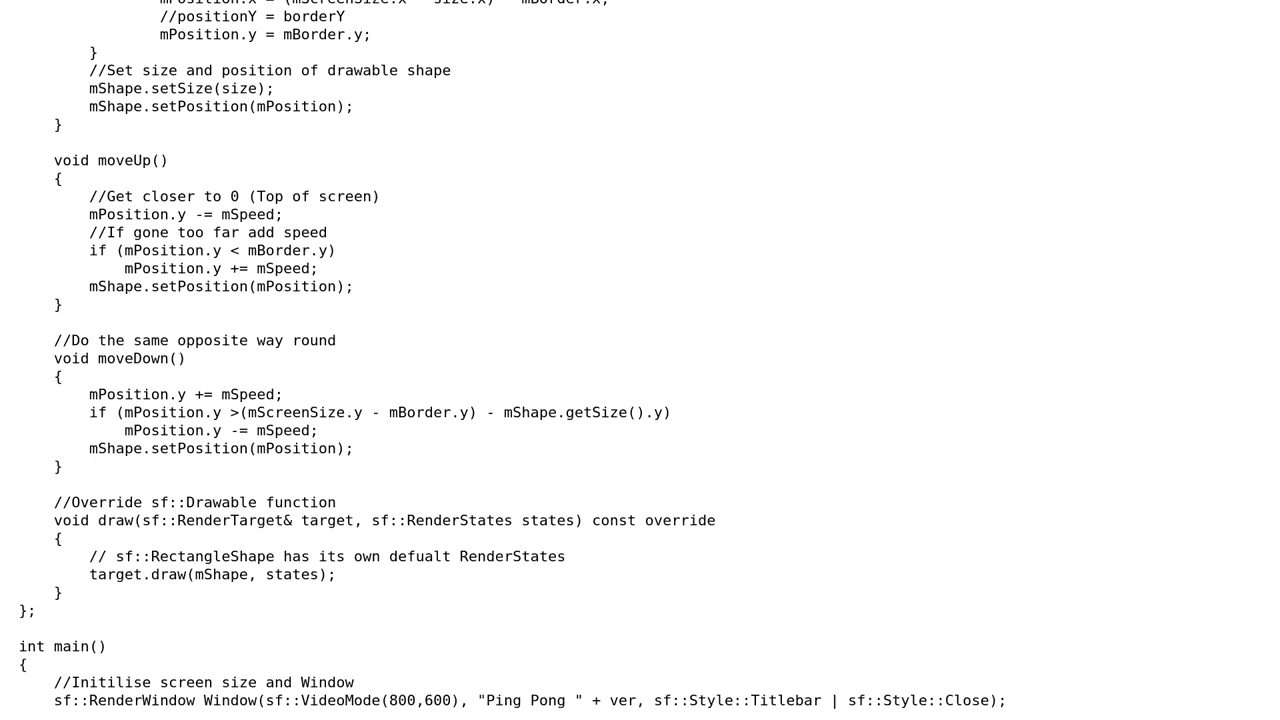 //positionY = borderY
mPosition.y = mBorder.y;
}
//Set size and position of drawable shape
mShape.setSize(size);
mShape.setPosition(mPosition);
}
void moveUp()
{
//Get closer to 0 (Top of screen)
mPosition.y -= mSpeed;
//If gone too far add speed
if (mPosition.y < mBorder.y)
mPosition.y += mSpeed;
mShape.setPosition(mPosition);
}
//Do the same opposite way round
void moveDown()
{
mPosition.y += mSpeed;
if (mPosition.y >(mScreenSize.y - mBorder.y) - mShape.getSize().y)
mPosition.y -= mSpeed;
mShape.setPosition(mPosition);
}
//Override sf::Drawable function
void draw(sf::RenderTarget& target, sf::RenderStates states) const override
{
// sf::RectangleShape has its own defualt RenderStates
target.draw(mShape, states);
}
};
int main()
{
//Initilise screen size and Window
sf::RenderWindow Window(sf::VideoMode(800,600), "Ping Pong " + ver, sf::Style::Titlebar | sf::Style::Close);